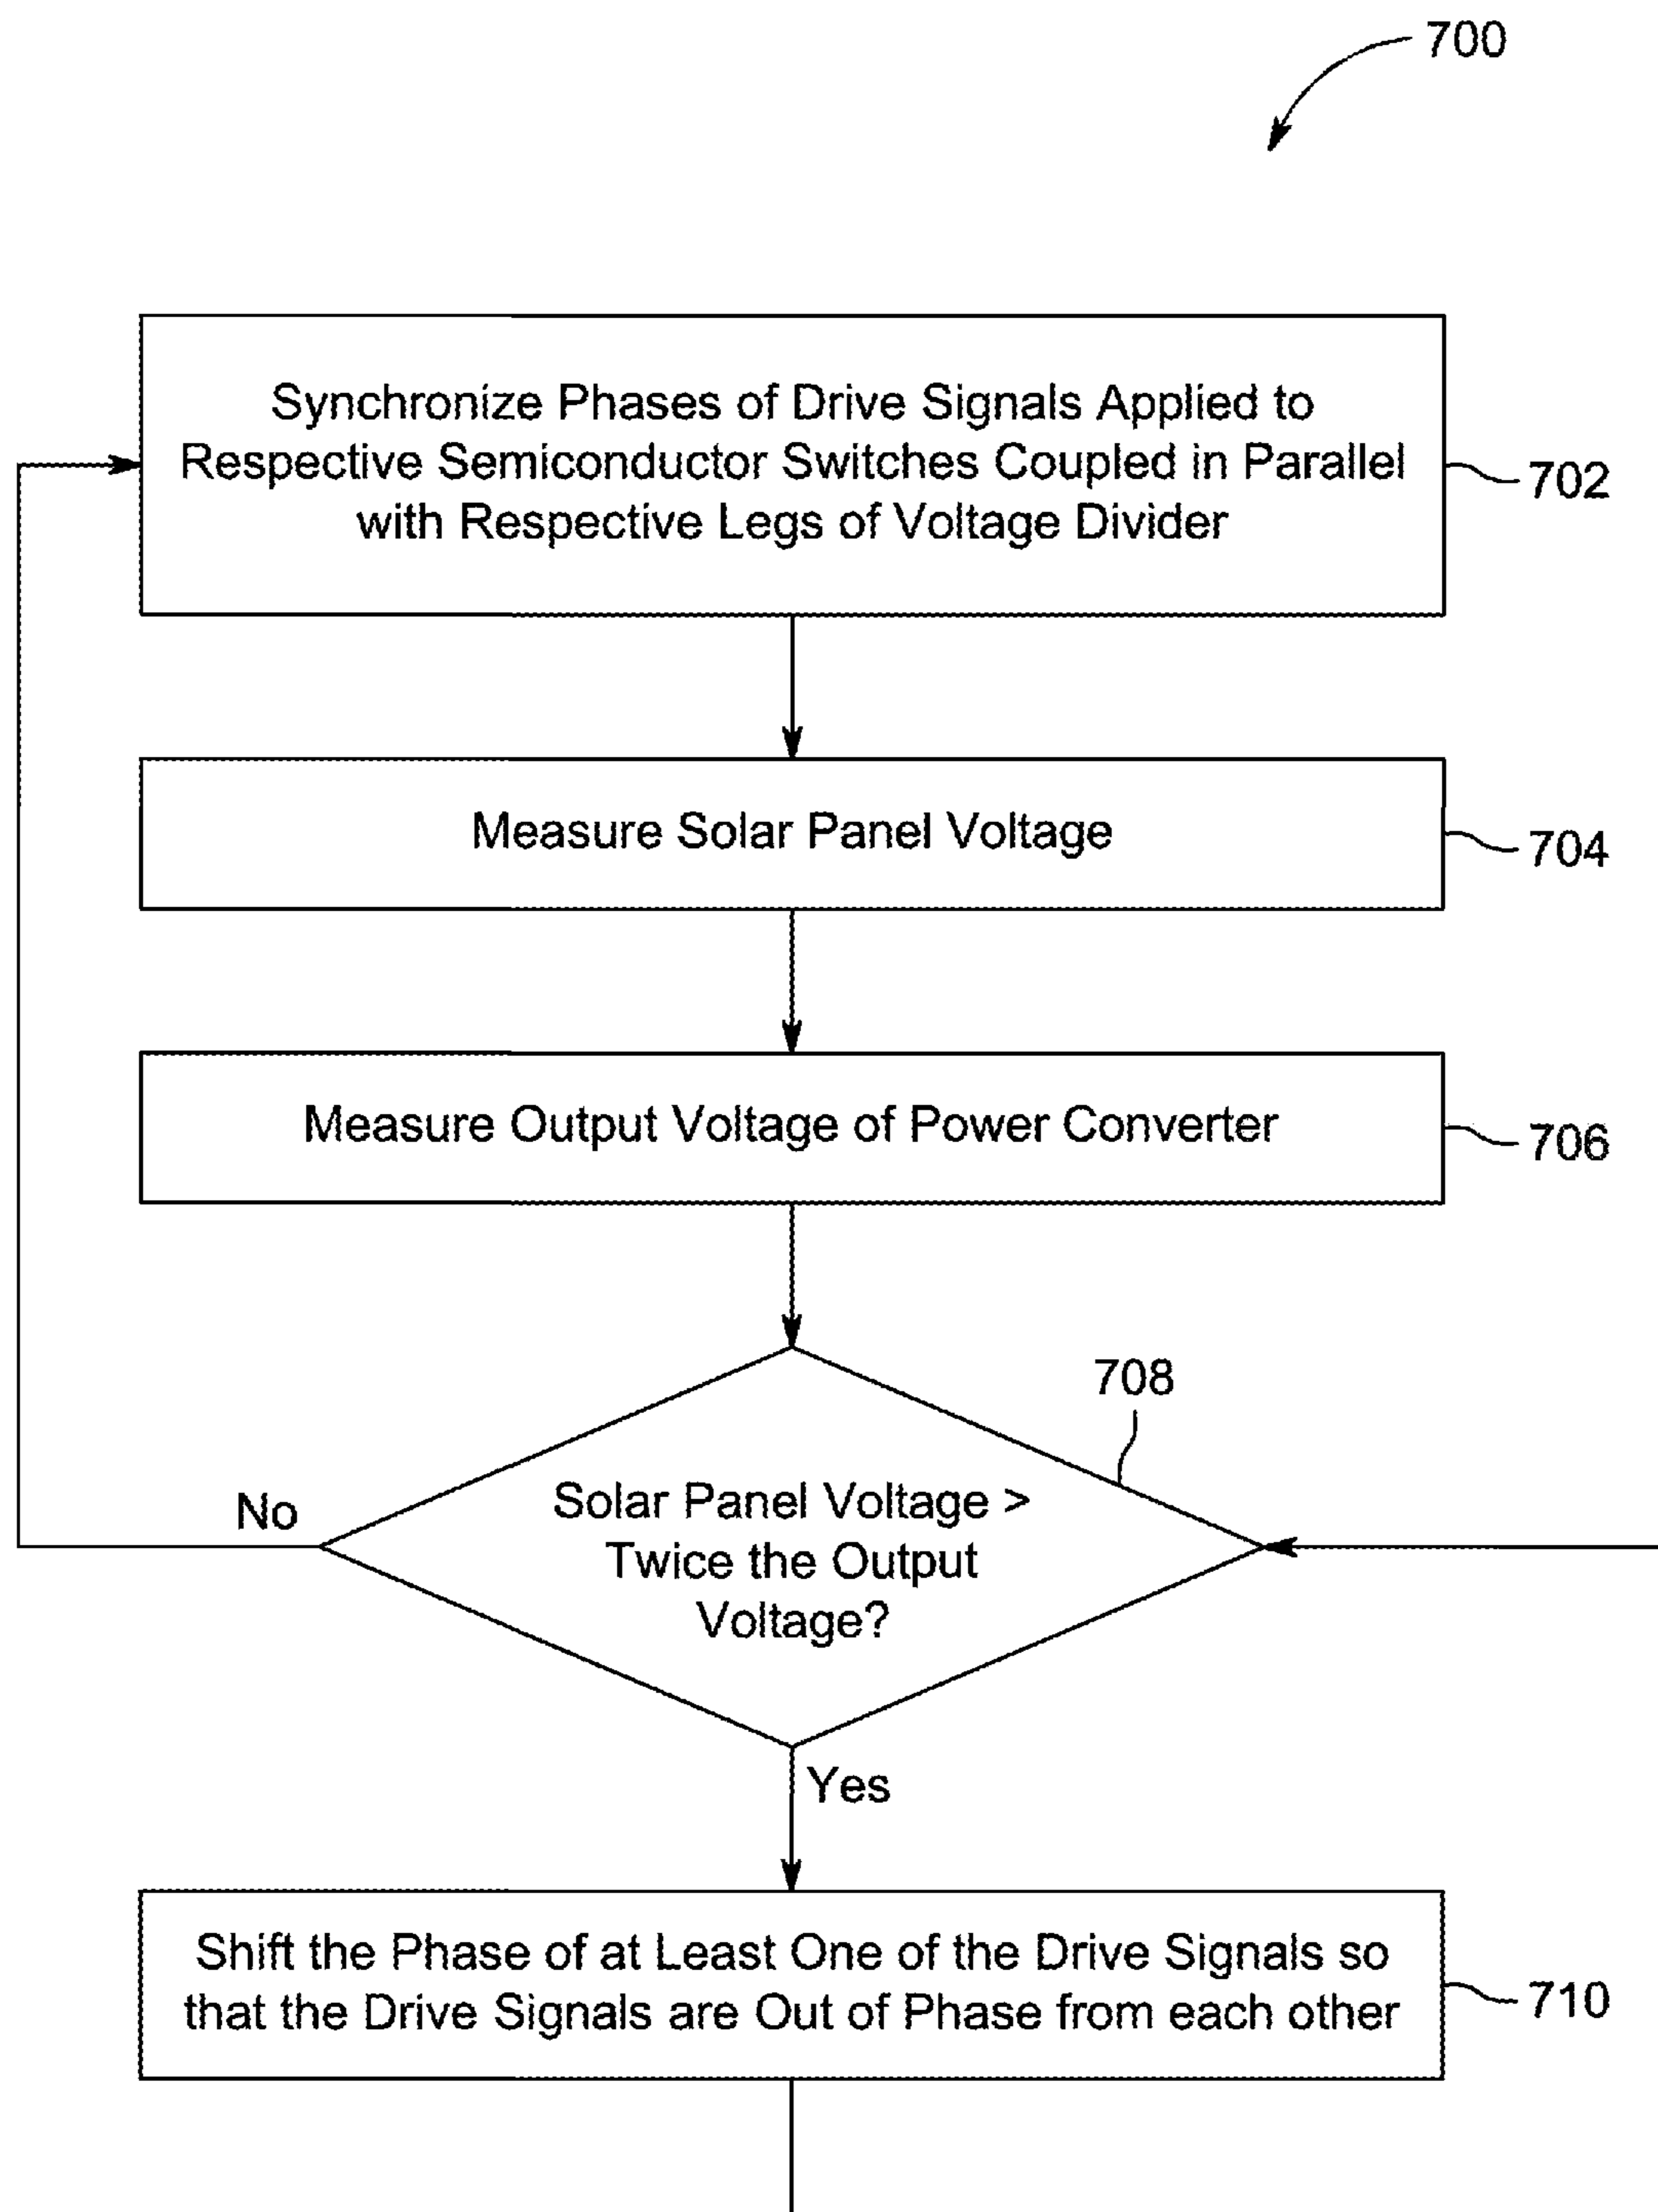 700
Synchronize Phases of Drive Signals Applied to
Respective Semiconductor Switches Coupled in Parallel
with Respective Legs of Voltage Divider
702
Measure Solar Panel Voltage
704
Measure Output Voltage of Power Converter
706
708
Solar Panel Voltage >
Twice the Output
Voltage?
No
Yes
Shift the Phase of at Least One of the Drive Signals so
that the Drive Signals are Out of Phase from each other
710